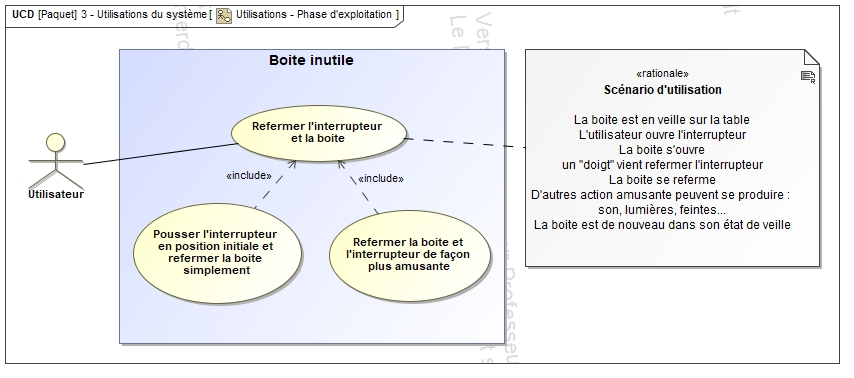 UCD [Paquet] 3 - Utilisations du système [ Utilisations - Phase d'exploitation ]
Boite inutile
Refermer l'interrupteur
et la boite
Utilisateur
«include»
«include»
Pousser l'interrupteur
en position initiale et
refermer la boite
simplement
Refermer la boite et
l'interrupteur de façon
plus amusante
«rationale»
Scénario d'utilisation
La boite est en veille sur la table
L'utilisateur ouvre l'interrupteur
La boite s'ouvre
un "doigt" vient refermer l'interrupteur
La boite se referme
D'autres action amusante peuvent se produire :
son, lumières, feintes...
La boite est de nouveau dans son état de veille